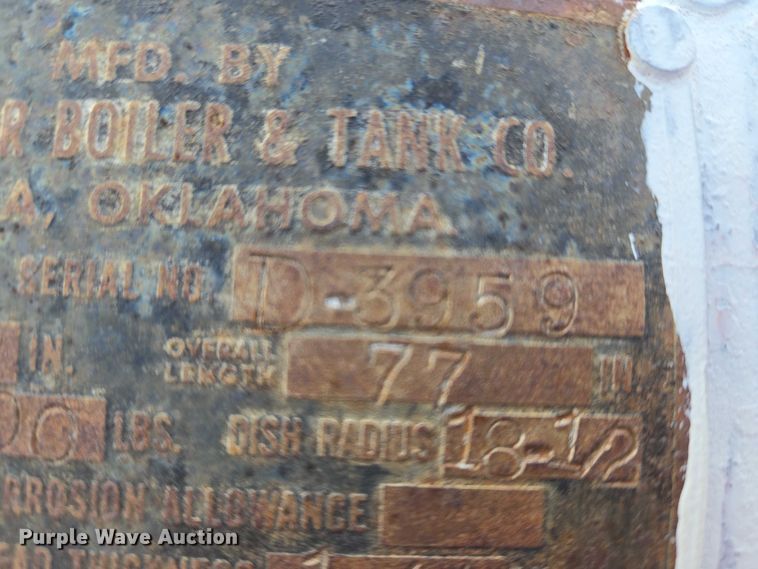 MFD. BY
R BOILER & TANK CO.
A, OKLAHOMA
SERIAL NO. D-3959
IN. OVERALL LENGTH 77 IN.
LBS. DISH RADIUS 18-1/2
RROSION ALLOWANCE
Purple Wave Auction